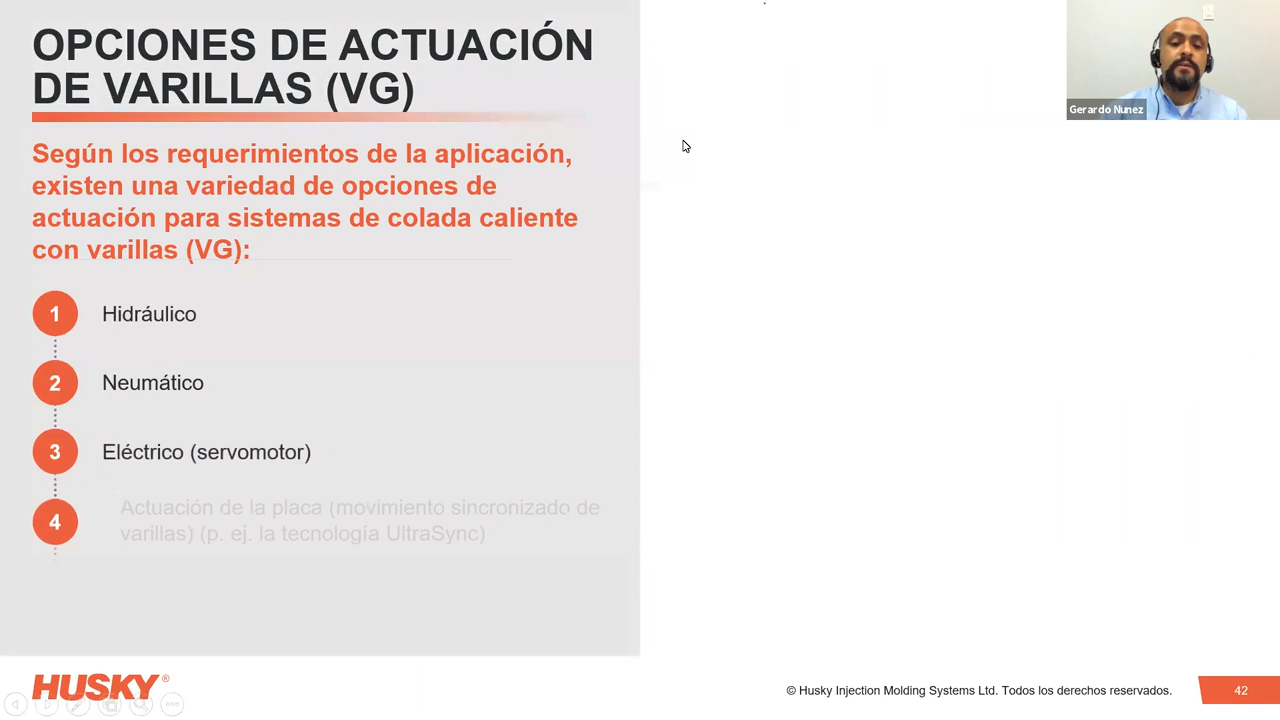 OPCIONES DE ACTUACIÓN
DE VARILLAS (VG)
Gerardo Nunez
Según los requerimientos de la aplicación,
existen una variedad de opciones de
actuación para sistemas de colada caliente
con varillas (VG):
1 Hidráulico
2 Neumático
3 Eléctrico (servomotor)
4 Actuación de la placa (movimiento sincronizado de
varillas) (p. ej. la tecnología UltraSync)
HUSKY®
© Husky Injection Molding Systems Ltd. Todos los derechos reservados.
42